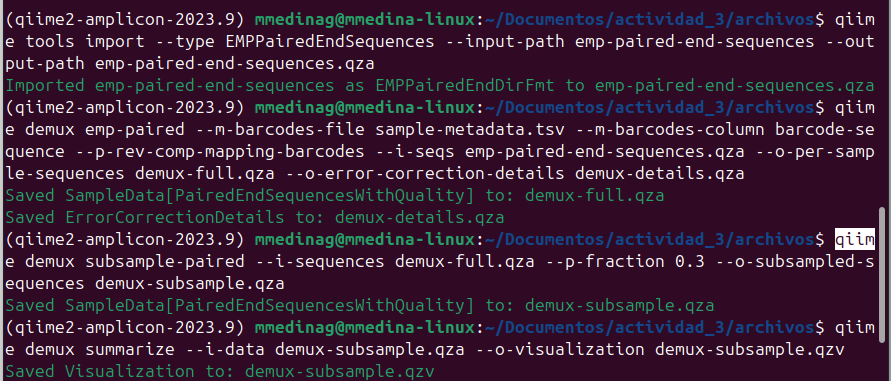 (qiime2-amplicon-2023.9) mmedinag@mmedina-linux:~/Documentos/actividad_3/archivos$ qiim
e tools import --type EMPPairedEndSequences --input-path emp-paired-end-sequences --out
put-path emp-paired-end-sequences.qza
Imported emp-paired-end-sequences as EMPPairedEndDirFmt to emp-paired-end-sequences.qza
(qiime2-amplicon-2023.9) mmedinag@mmedina-linux:~/Documentos/actividad_3/archivos$ qiim
e demux emp-paired --m-barcodes-file sample-metadata.tsv --m-barcodes-column barcode-se
quence --p-rev-comp-mapping-barcodes --i-seqs emp-paired-end-sequences.qza --o-per-samp
le-sequences demux-full.qza --o-error-correction-details demux-details.qza
Saved SampleData[PairedEndSequencesWithQuality] to: demux-full.qza
Saved ErrorCorrectionDetails to: demux-details.qza
(qiime2-amplicon-2023.9) mmedinag@mmedina-linux:~/Documentos/actividad_3/archivos$ qiim
e demux subsample-paired --i-sequences demux-full.qza --p-fraction 0.3 --o-subsampled-s
equences demux-subsample.qza
Saved SampleData[PairedEndSequencesWithQuality] to: demux-subsample.qza
(qiime2-amplicon-2023.9) mmedinag@mmedina-linux:~/Documentos/actividad_3/archivos$ qiim
e demux summarize --i-data demux-subsample.qza --o-visualization demux-subsample.qzv
Saved Visualization to: demux-subsample.qzv